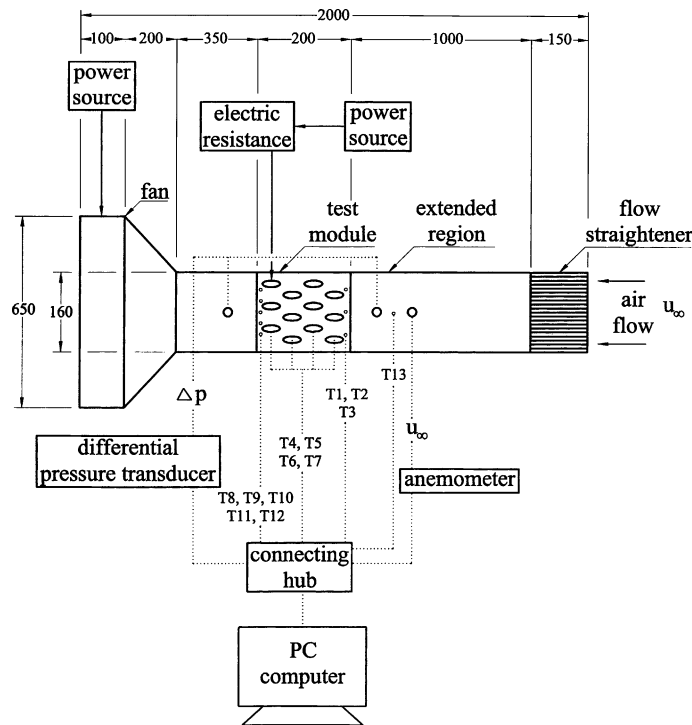 2000
100
200
350
200
1000
150
power
source
electric
resistance
power
source
fan
test
module
extended
region
flow
straightener
650
160
air
flow
u∞
Δp
T1, T2
T3
T13
u∞
T4, T5
T6, T7
differential
pressure transducer
anemometer
T8, T9, T10
T11, T12
connecting
hub
PC
computer